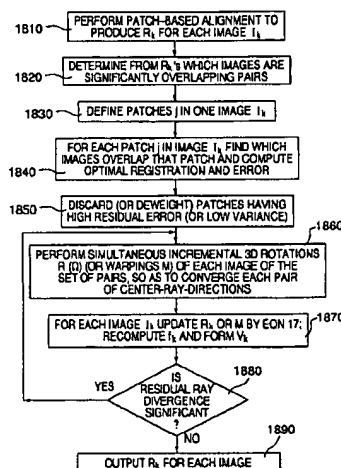 1810
PERFORM PATCH-BASED ALIGNMENT TO
PRODUCE Rk FOR EACH IMAGE Ik
1820
DETERMINE FROM Rk'S WHICH IMAGES ARE
SIGNIFICANTLY OVERLAPPING PAIRS
1830
DEFINE PATCHES j IN ONE IMAGE Ik
1840
FOR EACH PATCH j IN IMAGE Ik FIND WHICH
IMAGES OVERLAP THAT PATCH AND COMPUTE
OPTIMAL REGISTRATION AND ERROR
1850
DISCARD (OR DEWEIGHT) PATCHES HAVING
HIGH RESIDUAL ERROR (OR LOW VARIANCE)
1860
PERFORM SIMULTANEOUS INCREMENTAL 3D ROTATIONS
R (Ω) (OR WARPINGS M) OF EACH IMAGE OF THE
SET OF PAIRS, SO AS TO CONVERGE EACH PAIR
OF CENTER-RAY-DIRECTIONS
FOR EACH IMAGE Ik UPDATE Rk OR M BY EQN 17;
RECOMPUTE fk AND FORM Vk
1870
YES
IS
RESIDUAL RAY
DIVERGENCE
SIGNIFICANT
?
1880
NO
1890
OUTPUT Rk FOR EACH IMAGE